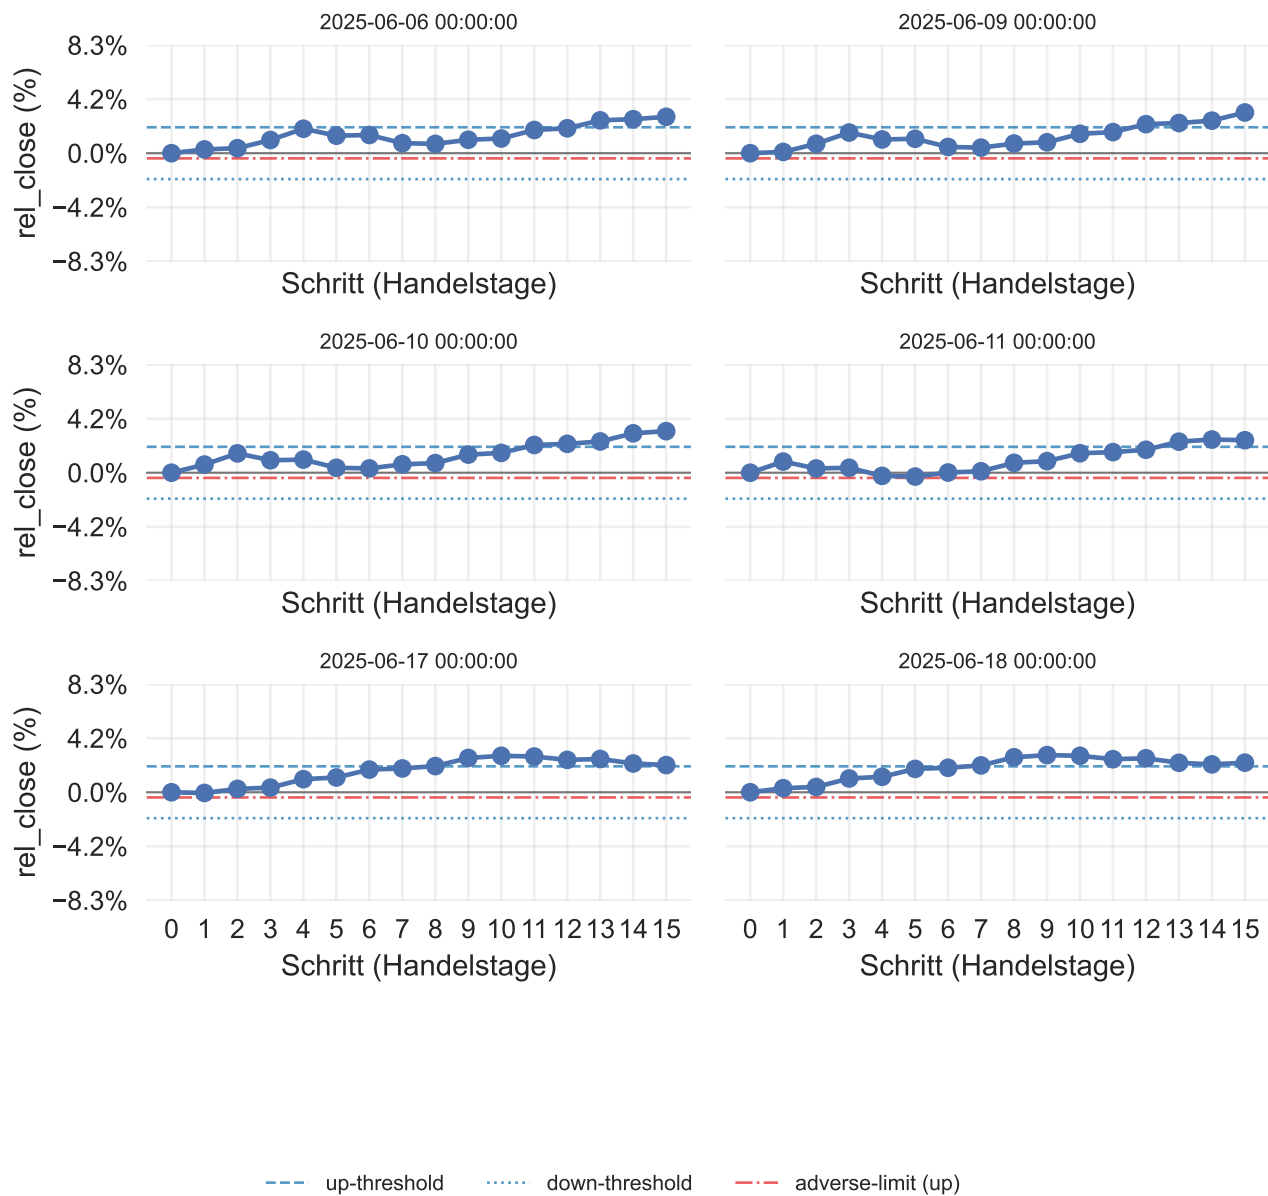 2025-06-06 00:00:00
2025-06-09 00:00:00
8.3%
4.2%
0.0%
−4.2%
−8.3%
rel_close (%)
Schritt (Handelstage)
Schritt (Handelstage)
2025-06-10 00:00:00
2025-06-11 00:00:00
8.3%
4.2%
0.0%
−4.2%
−8.3%
rel_close (%)
Schritt (Handelstage)
Schritt (Handelstage)
2025-06-17 00:00:00
2025-06-18 00:00:00
8.3%
4.2%
0.0%
−4.2%
−8.3%
rel_close (%)
0 1 2 3 4 5 6 7 8 9 10 11 12 13 14 15
0 1 2 3 4 5 6 7 8 9 10 11 12 13 14 15
Schritt (Handelstage)
Schritt (Handelstage)
up-threshold
down-threshold
adverse-limit (up)